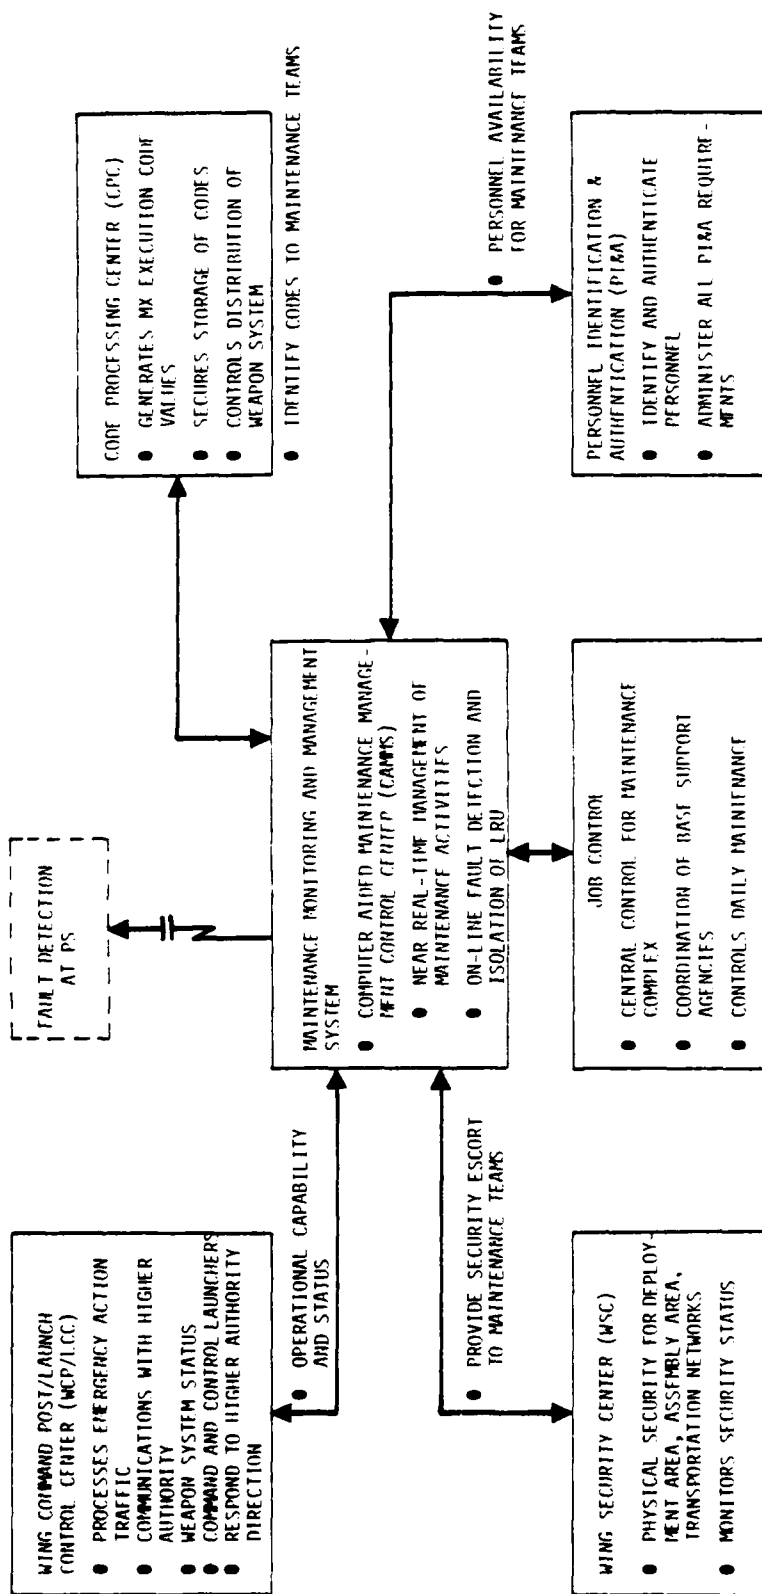 WING COMMAND POST/LAUNCH
CONTROL CENTER (WCP/LCC)
● PROCESSES EMERGENCY ACTION
TRAFFIC
● COMMUNICATIONS WITH HIGHER
AUTHORITY
● WEAPON SYSTEM STATUS
● COMMAND AND CONTROL LAUNCHERS
● RESPOND TO HIGHER AUTHORITY
DIRECTION
FAULT DETECTION
AT PS
CODE PROCESSING CENTER (CPC)
● GENERATES MX EXECUTION CODE
VALUES
● SECURES STORAGE OF CODES
● CONTROLS DISTRIBUTION OF
WEAPON SYSTEM
● IDENTIFY CODES TO MAINTENANCE TEAMS
● OPERATIONAL CAPABILITY
AND STATUS
MAINTENANCE MONITORING AND MANAGEMENT
SYSTEM
● COMPUTER AIDED MAINTENANCE MANAGE-
MENT CONTROL CENTER (CAMMS)
● NEAR REAL-TIME MANAGEMENT OF
MAINTENANCE ACTIVITIES
● ON-LINE FAULT DETECTION AND
ISOLATION OF LRU
● PROVIDE SECURITY ESCORT
TO MAINTENANCE TEAMS
● PERSONNEL AVAILABILITY
FOR MAINTENANCE TEAMS
WING SECURITY CENTER (WSC)
● PHYSICAL SECURITY FOR DEPLOY-
MENT AREA, ASSEMBLY AREA,
TRANSPORTATION NETWORKS
● MONITORS SECURITY STATUS
JOB CONTROL
● CENTRAL CONTROL FOR MAINTENANCE
COMPLEX
● COORDINATION OF BASE SUPPORT
AGENCIES
● CONTROLS DAILY MAINTENANCE
PERSONNEL IDENTIFICATION &
AUTHENTICATION (PI&A)
● IDENTIFY AND AUTHENTICATE
PERSONNEL
● ADMINISTER ALL PI&A REQUIRE-
MENTS